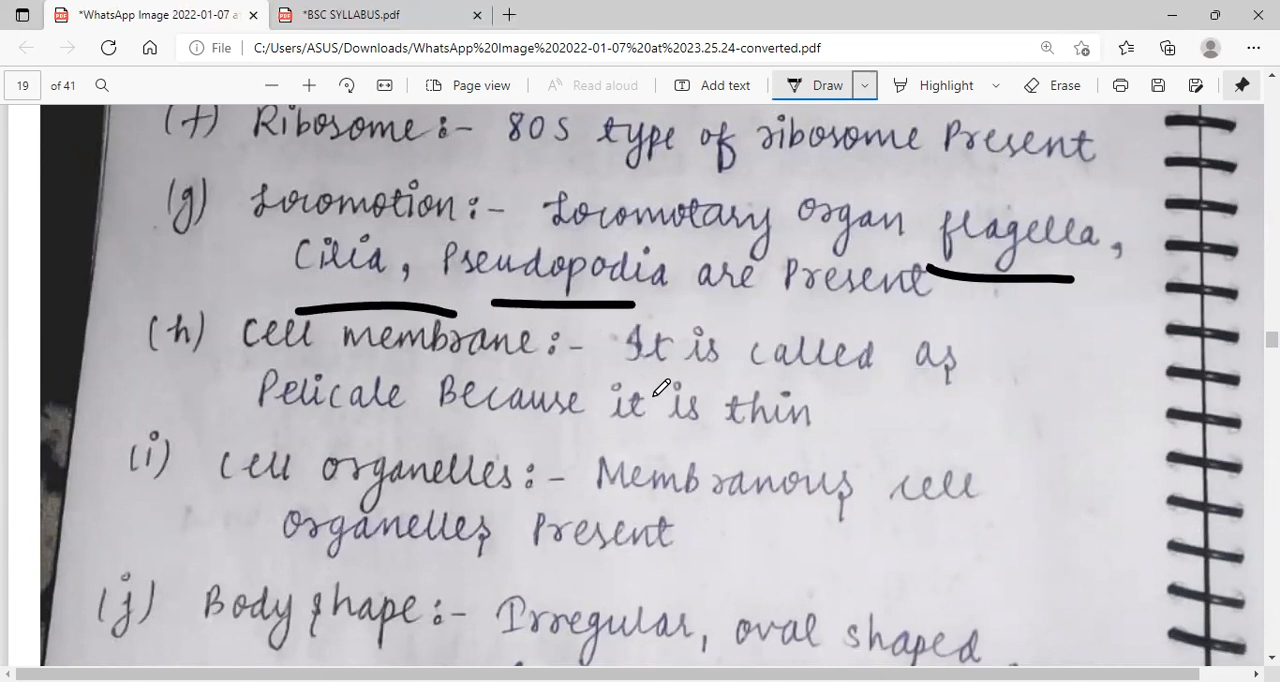 *WhatsApp Image 2022-01-07 a
*BSC SYLLABUS.pdf
File C:/Users/ASUS/Downloads/WhatsApp%20Image%202022-01-07%20at%2023.25.24-converted.pdf
19 of 41 Page view Read aloud Add text Draw Highlight Erase
(f) Ribosome :- 80S type of ribosome Present
(g) Locomotion :- Locomotary organ flagella,
Cilia, Pseudopodia are Present
(h) Cell membrane :- It is called as
Pelicale Because it is thin
(i) Cell organelles :- Membranous cell
organelles Present
(j) Body shape :- Irregular, oval shaped